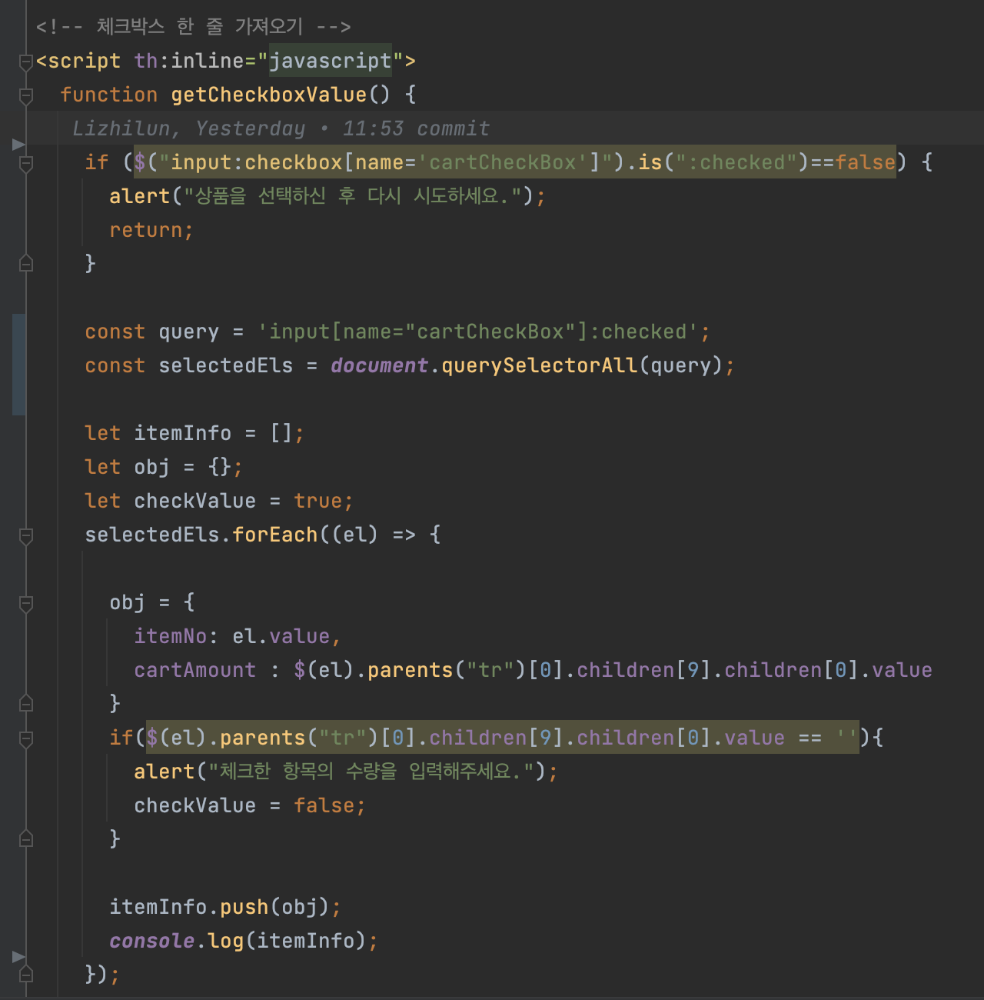 <!-- 체크박스 한 줄 가져오기 -->
<script th:inline="javascript">
function getCheckboxValue() {
Lizhilun, Yesterday • 11:53 commit
if ($("input:checkbox[name='cartCheckBox']").is(":checked")==false) {
alert("상품을 선택하신 후 다시 시도하세요.");
return;
}
const query = 'input[name="cartCheckBox"]:checked';
const selectedEls = document.querySelectorAll(query);
let itemInfo = [];
let obj = {};
let checkValue = true;
selectedEls.forEach((el) => {
obj = {
itemNo: el.value,
cartAmount : $(el).parents("tr")[0].children[9].children[0].value
}
if($(el).parents("tr")[0].children[9].children[0].value == ''){
alert("체크한 항목의 수량을 입력해주세요.");
checkValue = false;
}
itemInfo.push(obj);
console.log(itemInfo);
});